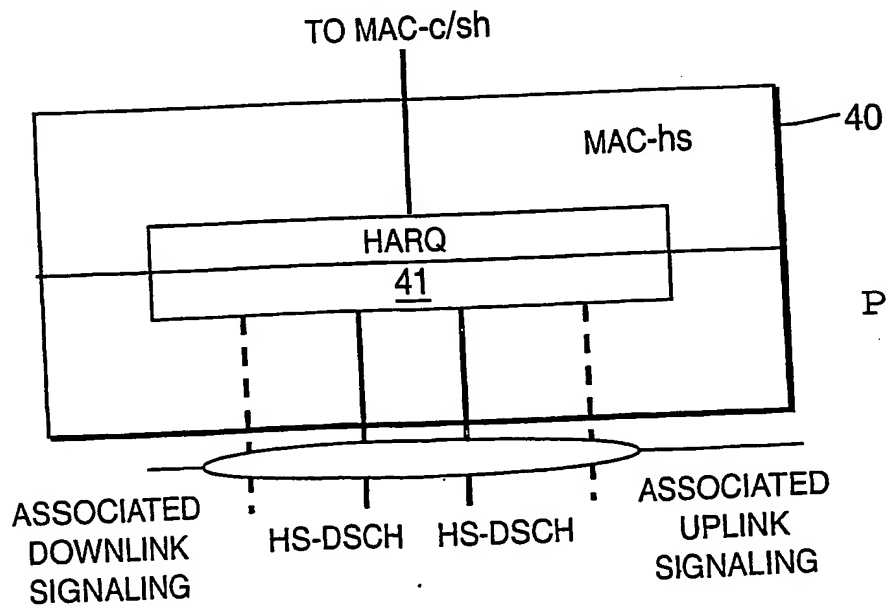 TO MAC-c/sh
40
MAC-hs
HARQ
41
P
ASSOCIATED
DOWNLINK
SIGNALING
HS-DSCH
HS-DSCH
ASSOCIATED
UPLINK
SIGNALING